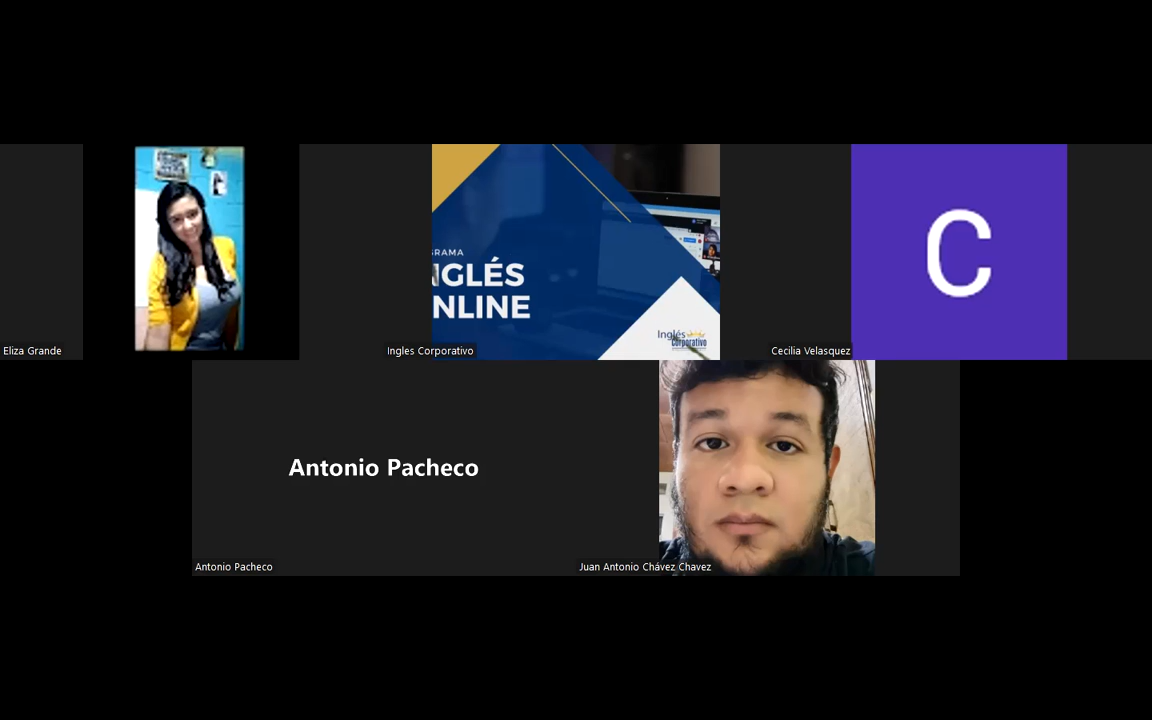 GRAMA
NGLÉS
NLINE
Inglés
Corporativo
C
Eliza Grande
Ingles Corporativo
Cecilia Velasquez
Antonio Pacheco
Antonio Pacheco
Juan Antonio Chávez Chavez